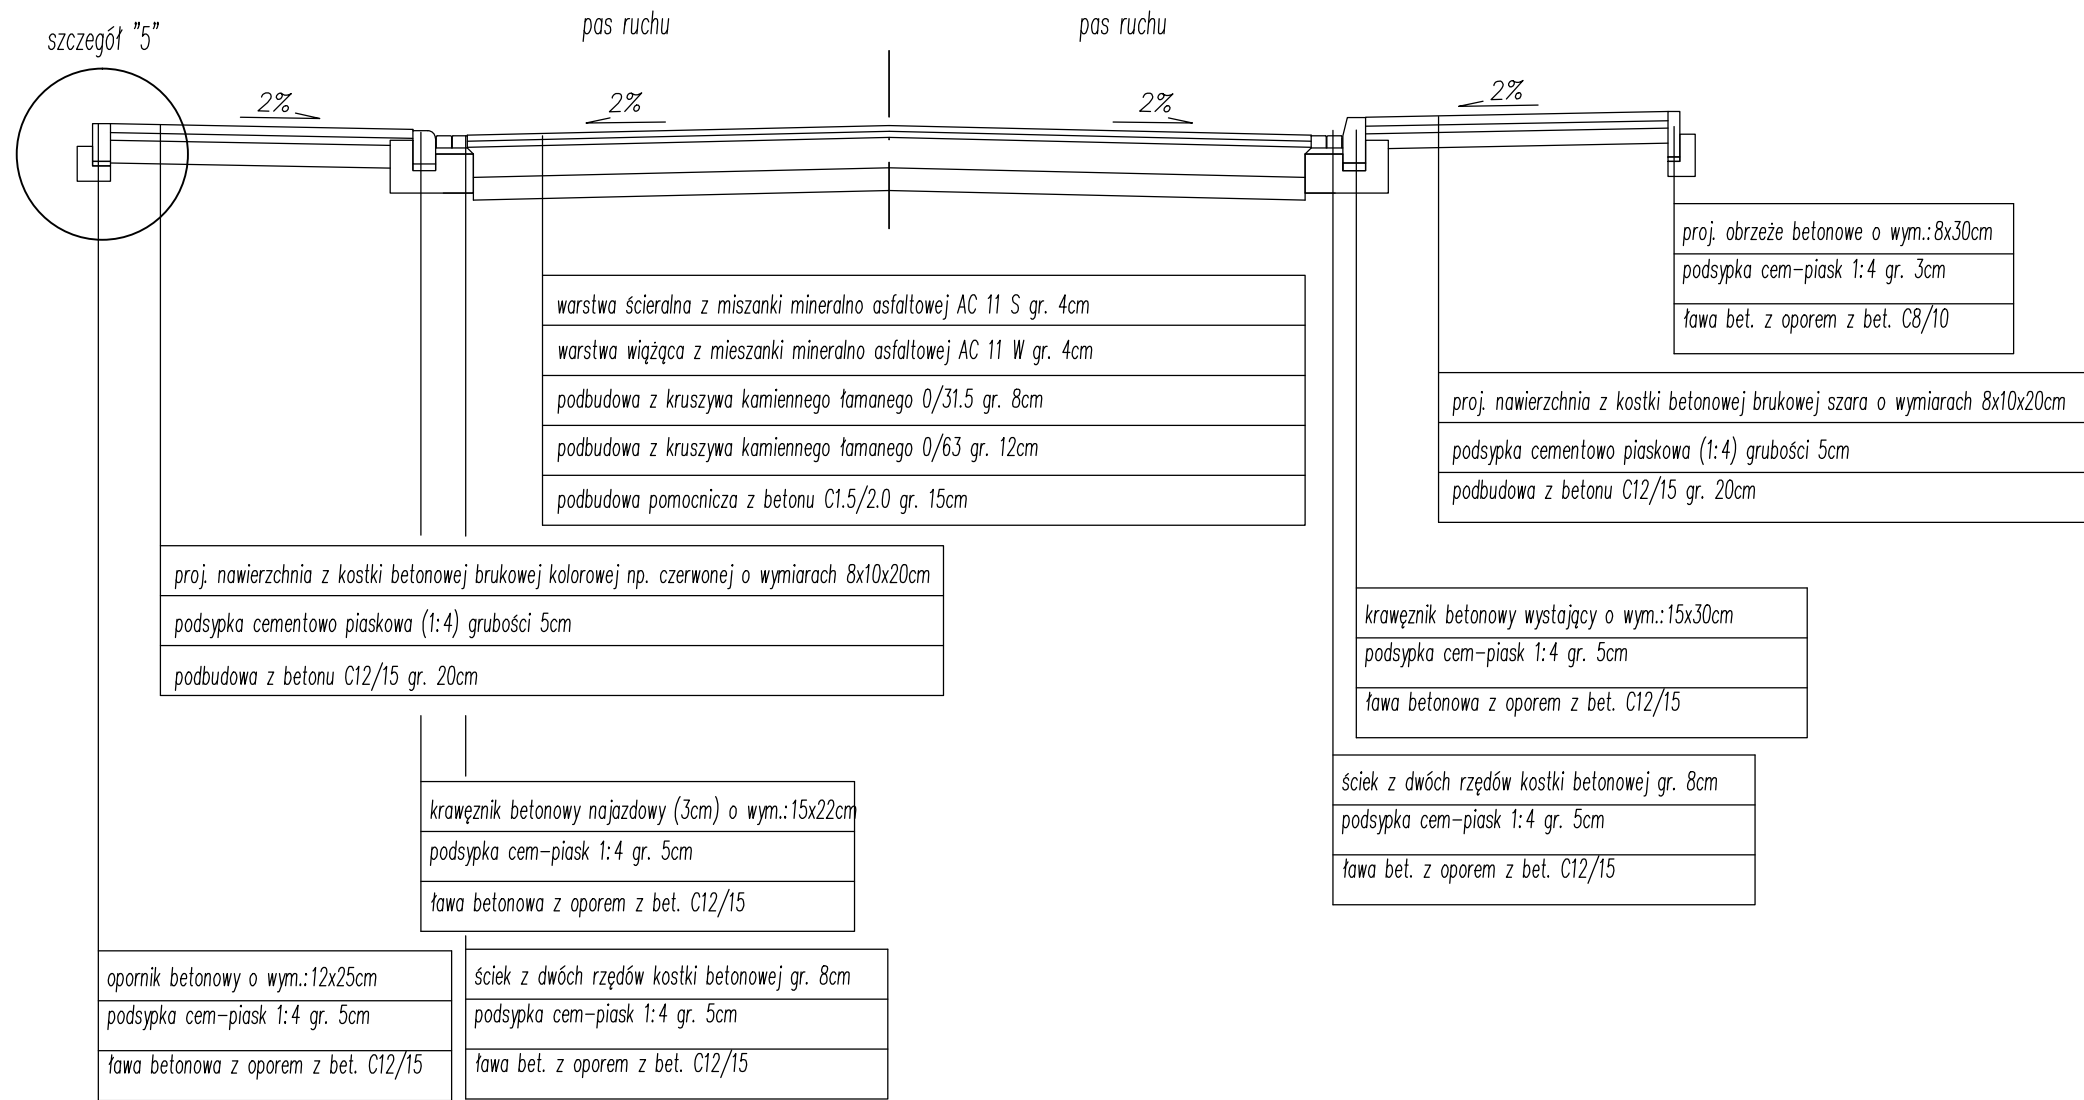 szczegół "5"
pas ruchu
pas ruchu
2%
2%
2%
2%
proj. obrzeże betonowe o wym.:8x30cm
podsypka cem-piask 1:4 gr. 3cm
ława bet. z oporem z bet. C8/10
warstwa ścieralna z miszanki mineralno asfaltowej AC 11 S gr. 4cm
warstwa wiążąca z mieszanki mineralno asfaltowej AC 11 W gr. 4cm
podbudowa z kruszywa kamiennego łamanego 0/31.5 gr. 8cm
podbudowa z kruszywa kamiennego łamanego 0/63 gr. 12cm
podbudowa pomocnicza z betonu C1.5/2.0 gr. 15cm
proj. nawierzchnia z kostki betonowej brukowej szara o wymiarach 8x10x20cm
podsypka cementowo piaskowa (1:4) grubości 5cm
podbudowa z betonu C12/15 gr. 20cm
proj. nawierzchnia z kostki betonowej brukowej kolorowej np. czerwonej o wymiarach 8x10x20cm
podsypka cementowo piaskowa (1:4) grubości 5cm
podbudowa z betonu C12/15 gr. 20cm
krawęznik betonowy wystający o wym.:15x30cm
podsypka cem-piask 1:4 gr. 5cm
ława betonowa z oporem z bet. C12/15
ściek z dwóch rzędów kostki betonowej gr. 8cm
podsypka cem-piask 1:4 gr. 5cm
ława bet. z oporem z bet. C12/15
krawęznik betonowy najazdowy (3cm) o wym.:15x22cm
podsypka cem-piask 1:4 gr. 5cm
ława betonowa z oporem z bet. C12/15
opornik betonowy o wym.:12x25cm
podsypka cem-piask 1:4 gr. 5cm
ława betonowa z oporem z bet. C12/15
ściek z dwóch rzędów kostki betonowej gr. 8cm
podsypka cem-piask 1:4 gr. 5cm
ława bet. z oporem z bet. C12/15